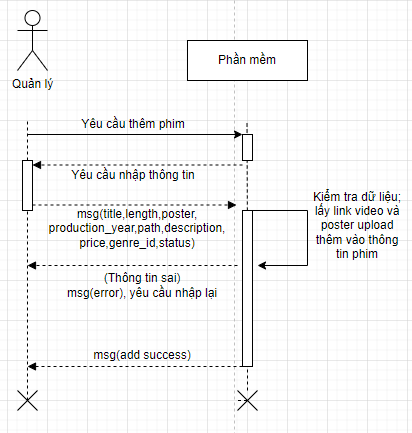 Quản lý
Phần mềm
Yêu cầu thêm phim
Yêu cầu nhập thông tin
msg(title,length,poster,
production_year,path,description,
price,genre_id,status)
Kiểm tra dữ liệu;
lấy link video và
poster upload
thêm vào thông
tin phim
(Thông tin sai)
msg(error), yêu cầu nhập lại
msg(add success)